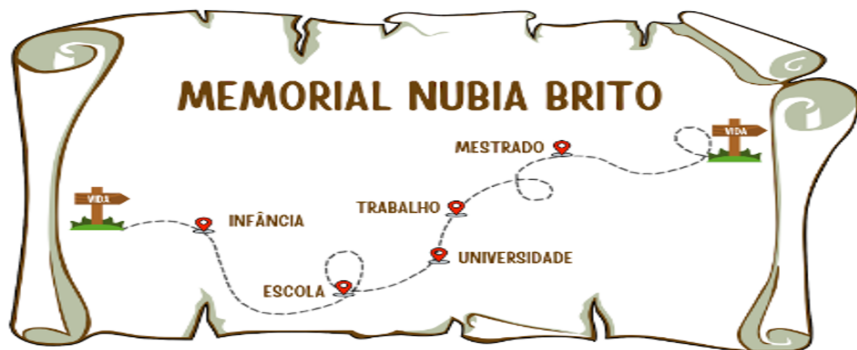 MEMORIAL NUBIA BRITO
VIDA
INFÂNCIA
ESCOLA
UNIVERSIDADE
TRABALHO
MESTRADO
VIDA